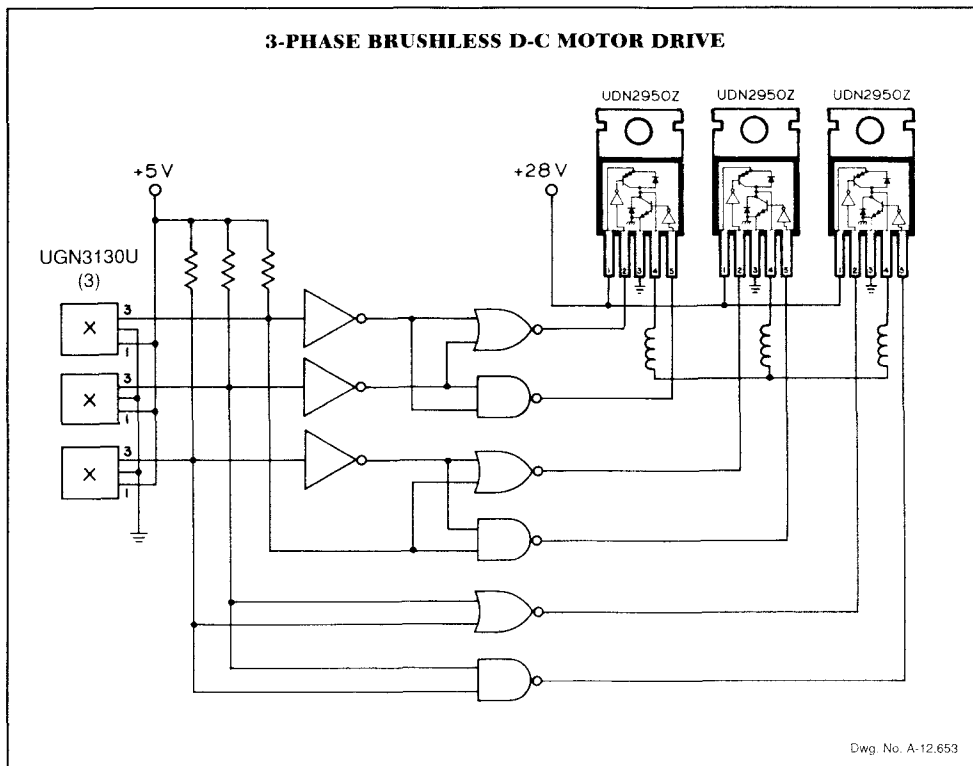 3-PHASE BRUSHLESS D-C MOTOR DRIVE
UDN2950Z UDN2950Z UDN2950Z
+5 V +28V
UGN3130U
(3)
1 2 3 4 5 1 2 3 4 5 1 2 3 4 5
X 3
1
X 3
1
X 3
1
Dwg. No. A-12,653